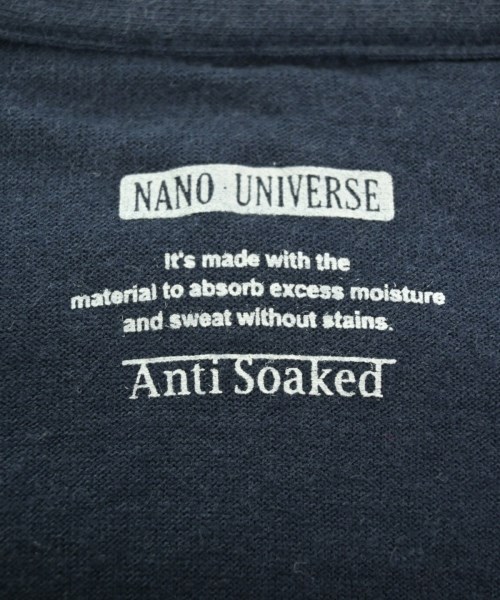 NANO · UNIVERSE
It's made with the
material to absorb excess moisture
and sweat without stains.
Anti Soaked